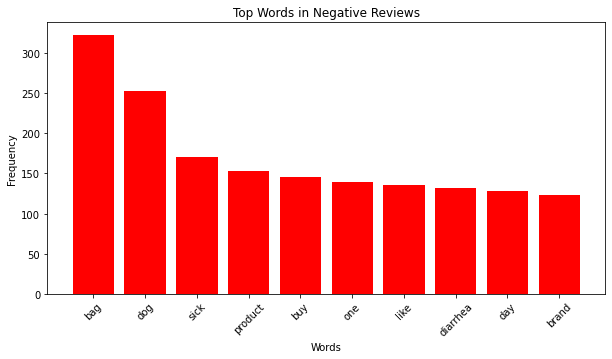 Top Words in Negative Reviews
300
250
200
150
100
50
0
Frequency
bag
dog
sick
product
buy
one
like
diarrhea
day
brand
Words